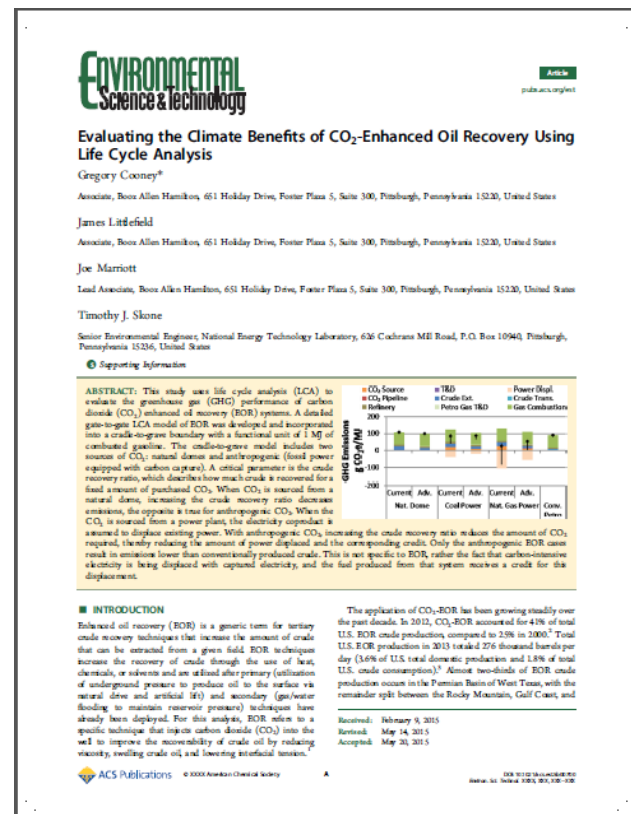 ENVIRONMENTAL
Science & Technology
Article
pubs.acs.org/est
Evaluating the Climate Benefits of CO₂-Enhanced Oil Recovery Using
Life Cycle Analysis
Gregory Cooney*
Associate, Booz Allen Hamilton, 651 Holiday Drive, Foster Plaza 5, Suite 300, Pittsburgh, Pennsylvania 15220, United States
James Littlefield
Associate, Booz Allen Hamilton, 651 Holiday Drive, Foster Plaza 5, Suite 300, Pittsburgh, Pennsylvania 15220, United States
Joe Marriott
Lead Associate, Booz Allen Hamilton, 651 Holiday Drive, Foster Plaza 5, Suite 300, Pittsburgh, Pennsylvania 15220, United States
Timothy J. Skone
Senior Environmental Engineer, National Energy Technology Laboratory, 626 Cochrans Mill Road, P.O. Box 10940, Pittsburgh,
Pennsylvania 15236, United States
S Supporting Information
ABSTRACT: This study uses life cycle analysis (LCA) to
evaluate the greenhouse gas (GHG) performance of carbon
dioxide (CO₂) enhanced oil recovery (EOR) systems. A detailed
gate-to-gate LCA model of EOR was developed and incorporated
into a cradle-to-grave boundary with a functional unit of 1 MJ of
combusted gasoline. The cradle-to-grave model includes two
sources of CO₂: natural domes and anthropogenic (fossil power
equipped with carbon capture). A critical parameter is the crude
recovery ratio, which describes how much crude is recovered for a
fixed amount of purchased CO₂. When CO₂ is sourced from a
natural dome, increasing the crude recovery ratio decreases
emissions, the opposite is true for anthropogenic CO₂. When the
CO₂ is sourced from a power plant, the electricity coproduct is
assumed to displace existing power. With anthropogenic CO₂, increasing the crude recovery ratio reduces the amount of CO₂
required, thereby reducing the amount of power displaced and the corresponding credit. Only the anthropogenic EOR cases
result in emissions lower than conventionally produced crude. This is not specific to EOR, rather the fact that carbon-intensive
electricity is being displaced with captured electricity, and the fuel produced from that system receives a credit for this
displacement.
CO₂ Source T&D Power Displ.
CO₂ Pipeline Crude Ext. Crude Trans.
Refinery Petro Gas T&D Gas Combustion
GHG Emissions
g CO₂e/MJ
200
100
0
-100
-200
Current Adv. Current Adv. Current Adv.
Nat. Dome Coal Power Nat. Gas Power Conv.
Petro
■ INTRODUCTION
Enhanced oil recovery (EOR) is a generic term for tertiary
crude recovery techniques that increase the amount of crude
that can be extracted from a given field. EOR techniques
increase the recovery of crude through the use of heat,
chemicals, or solvents and are utilized after primary (utilization
of underground pressure to produce oil to the surface via
natural drive and artificial lift) and secondary (gas/water
flooding to maintain reservoir pressure) techniques have
already been deployed. For this analysis, EOR refers to a
specific technique that injects carbon dioxide (CO₂) into the
well to improve the recoverability of crude oil by reducing
viscosity, swelling crude oil, and lowering interfacial tension.¹
The application of CO₂-EOR has been growing steadily over
the past decade. In 2012, CO₂-EOR accounted for 41% of total
U.S. EOR crude production, compared to 25% in 2000.² Total
U.S. EOR production in 2013 totaled 276 thousand barrels per
day (3.6% of U.S. total domestic production and 1.8% of total
U.S. crude consumption).³ Almost two-thirds of EOR crude
production occurs in the Permian Basin of West Texas, with the
remainder split between the Rocky Mountain, Gulf Coast, and
Received: February 9, 2015
Revised: May 14, 2015
Accepted: May 20, 2015
ACS Publications © XXXX American Chemical Society
A
Environ. Sci. Technol. XXXX, XXX, XXX−XXX